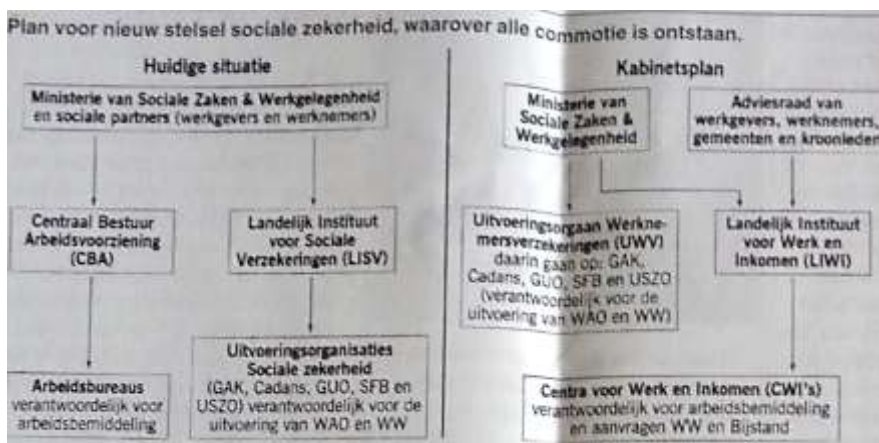 Plan voor nieuw stelsel sociale zekerheid, waarover alle commotie is ontstaan.
Huidige situatie
Ministerie van Sociale Zaken & Werkgelegenheid
en sociale partners (werkgevers en werknemers)
Centraal Bestuur
Arbeidsvoorziening
(CBA)
Landelijk Instituut
voor Sociale
Verzekeringen (LISV)
Arbeidsbureaus
verantwoordelijk voor
arbeidsbemiddeling
Uitvoeringsorganisaties
Sociale zekerheid
(GAK, Cadans, GUO, SFB en
USZO) verantwoordelijk voor de
uitvoering van WAO en WW
Kabinetsplan
Ministerie van
Sociale Zaken &
Werkgelegenheid
Adviesraad van
werkgevers, werknemers,
gemeenten en kroonleden
Uitvoeringsorgaan Werkne-
mersverzekeringen (UWV)
daarin gaan op: GAK,
Cadans, GUO, SFB en USZO
(verantwoordelijk voor de
uitvoering van WAO en WW)
Landelijk Instituut
voor Werk en
Inkomen (LIWI)
Centra voor Werk en Inkomen (CWI's)
verantwoordelijk voor arbeidsbemiddeling
en aanvragen WW en Bijstand